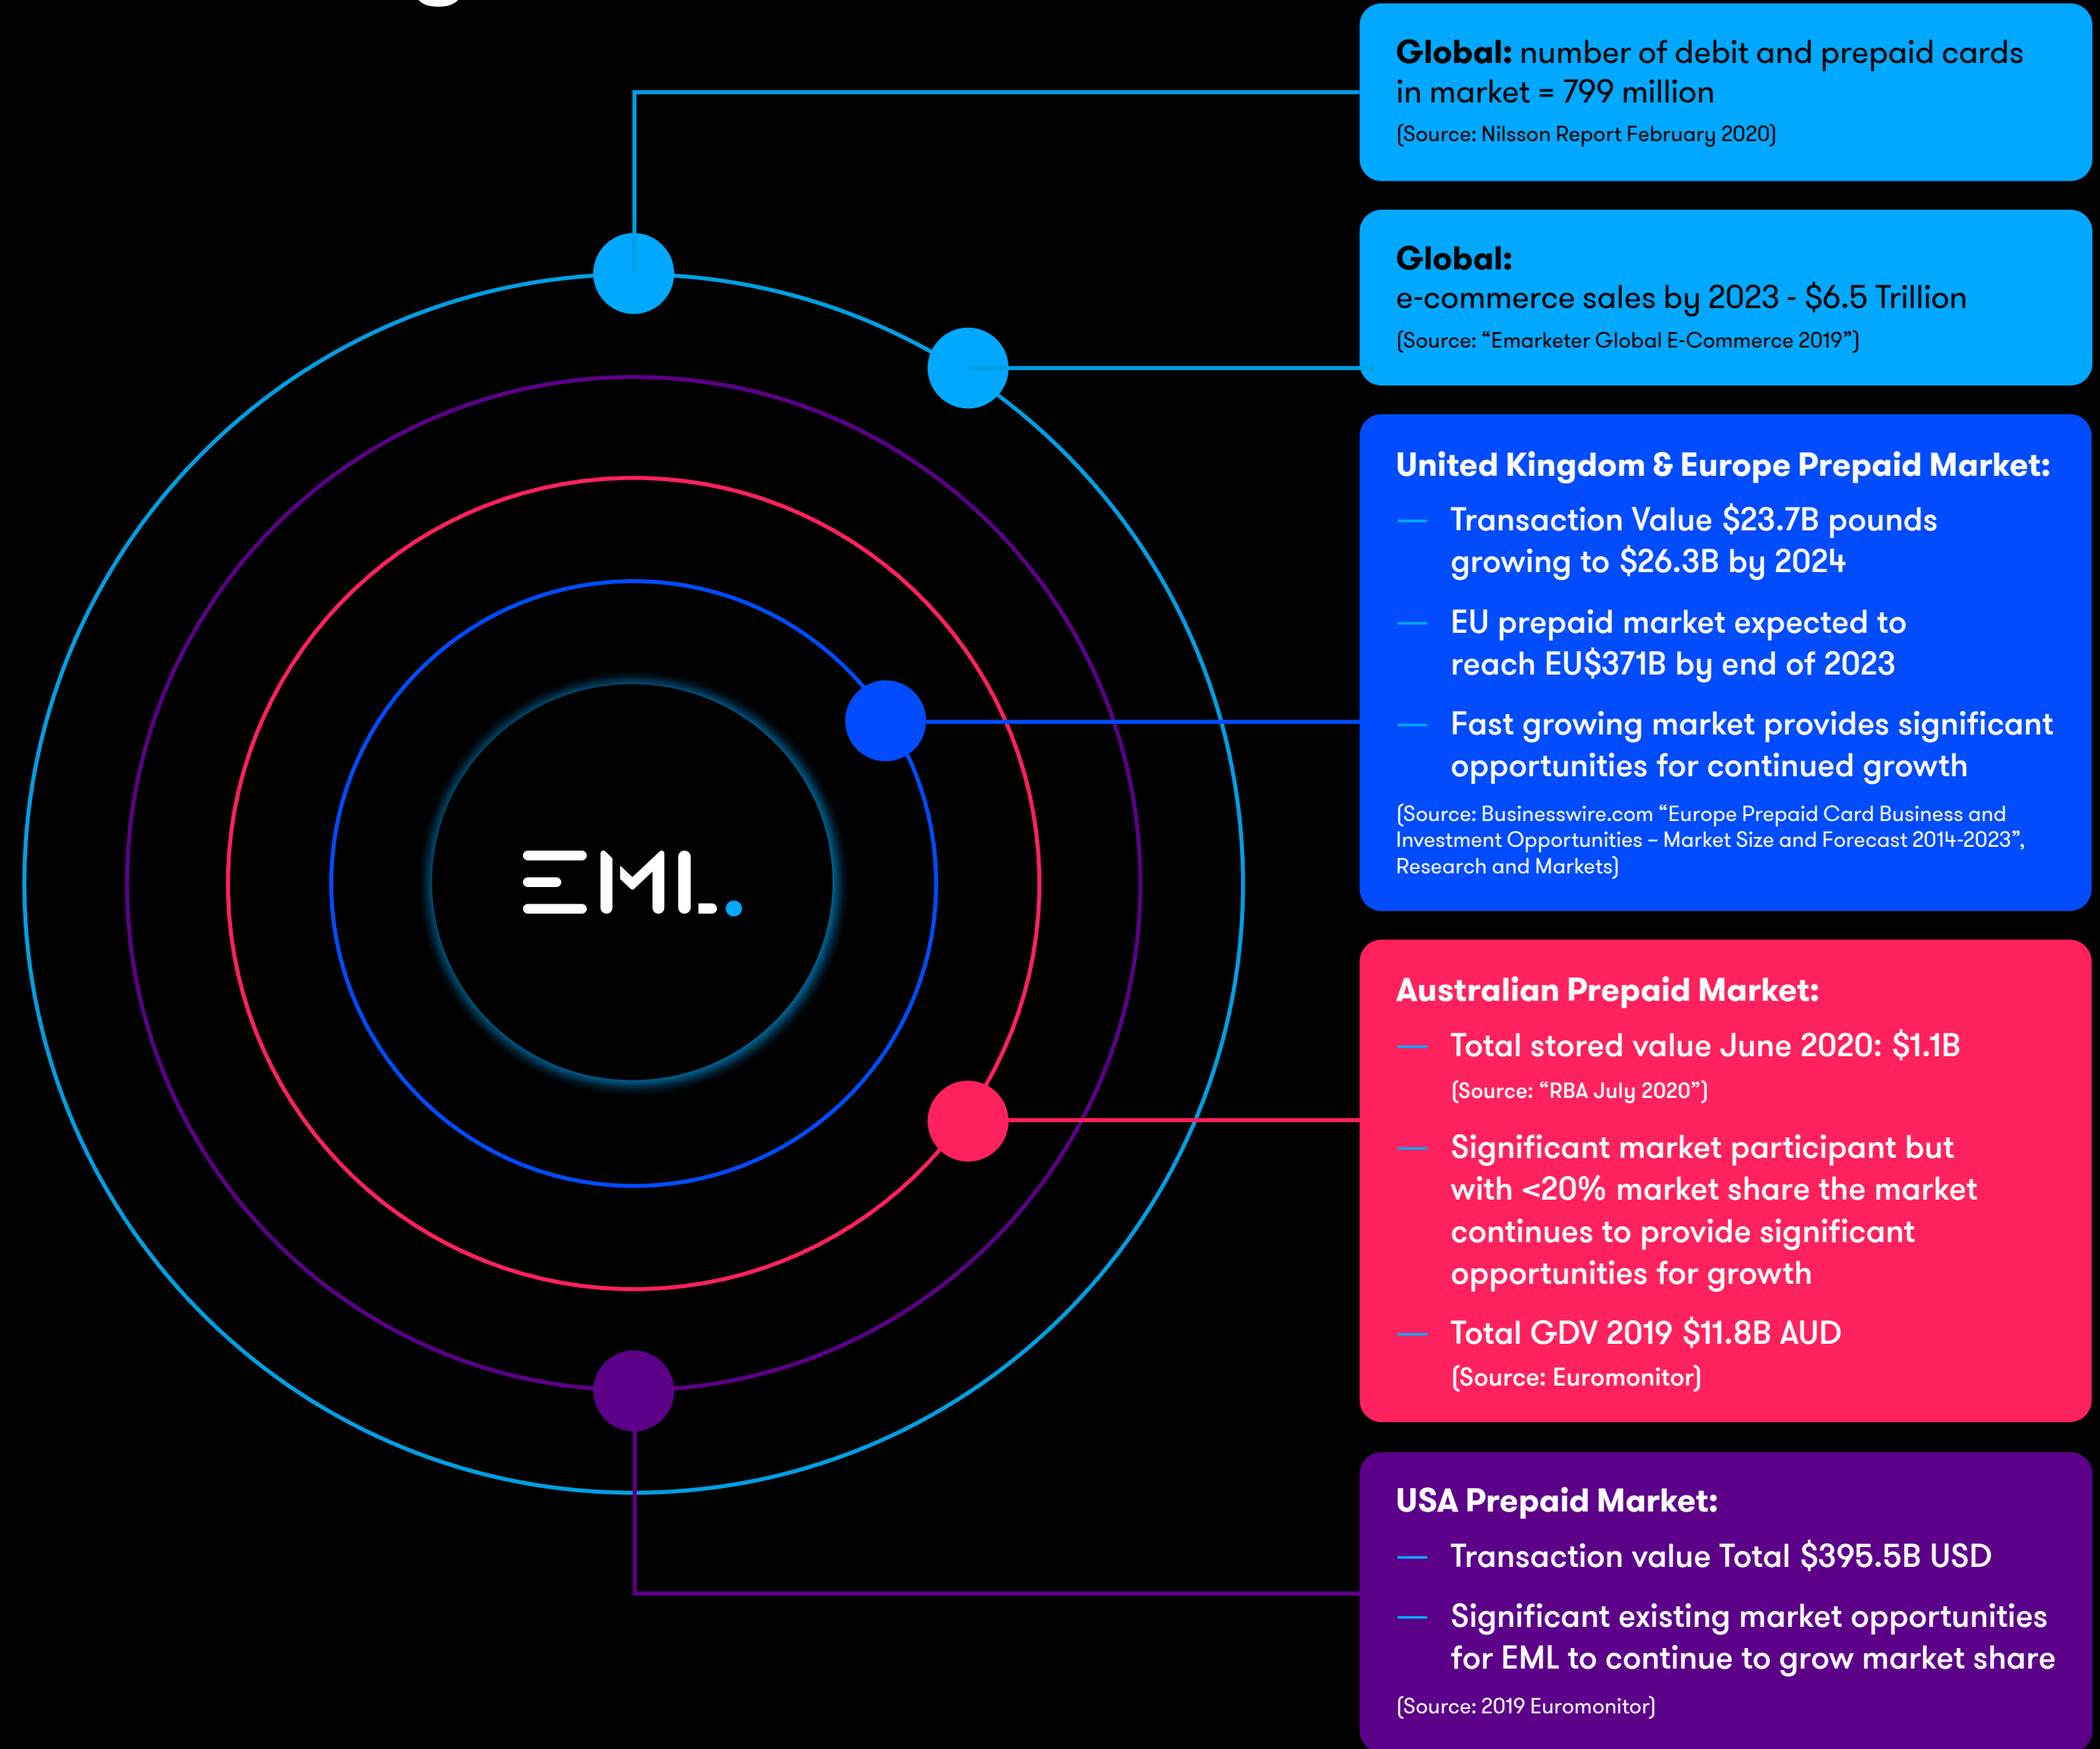 EML.
Global: number of debit and prepaid cards
in market = 799 million
(Source: Nilsson Report February 2020)
Global:
e-commerce sales by 2023 - $6.5 Trillion
(Source: “Emarketer Global E-Commerce 2019”)
United Kingdom & Europe Prepaid Market:
— Transaction Value $23.7B pounds
growing to $26.3B by 2024
— EU prepaid market expected to
reach EU$371B by end of 2023
— Fast growing market provides significant
opportunities for continued growth
(Source: Businesswire.com “Europe Prepaid Card Business and
Investment Opportunities – Market Size and Forecast 2014-2023”,
Research and Markets)
Australian Prepaid Market:
— Total stored value June 2020: $1.1B
(Source: “RBA July 2020”)
— Significant market participant but
with <20% market share the market
continues to provide significant
opportunities for growth
— Total GDV 2019 $11.8B AUD
(Source: Euromonitor)
USA Prepaid Market:
— Transaction value Total $395.5B USD
— Significant existing market opportunities
for EML to continue to grow market share
(Source: 2019 Euromonitor)